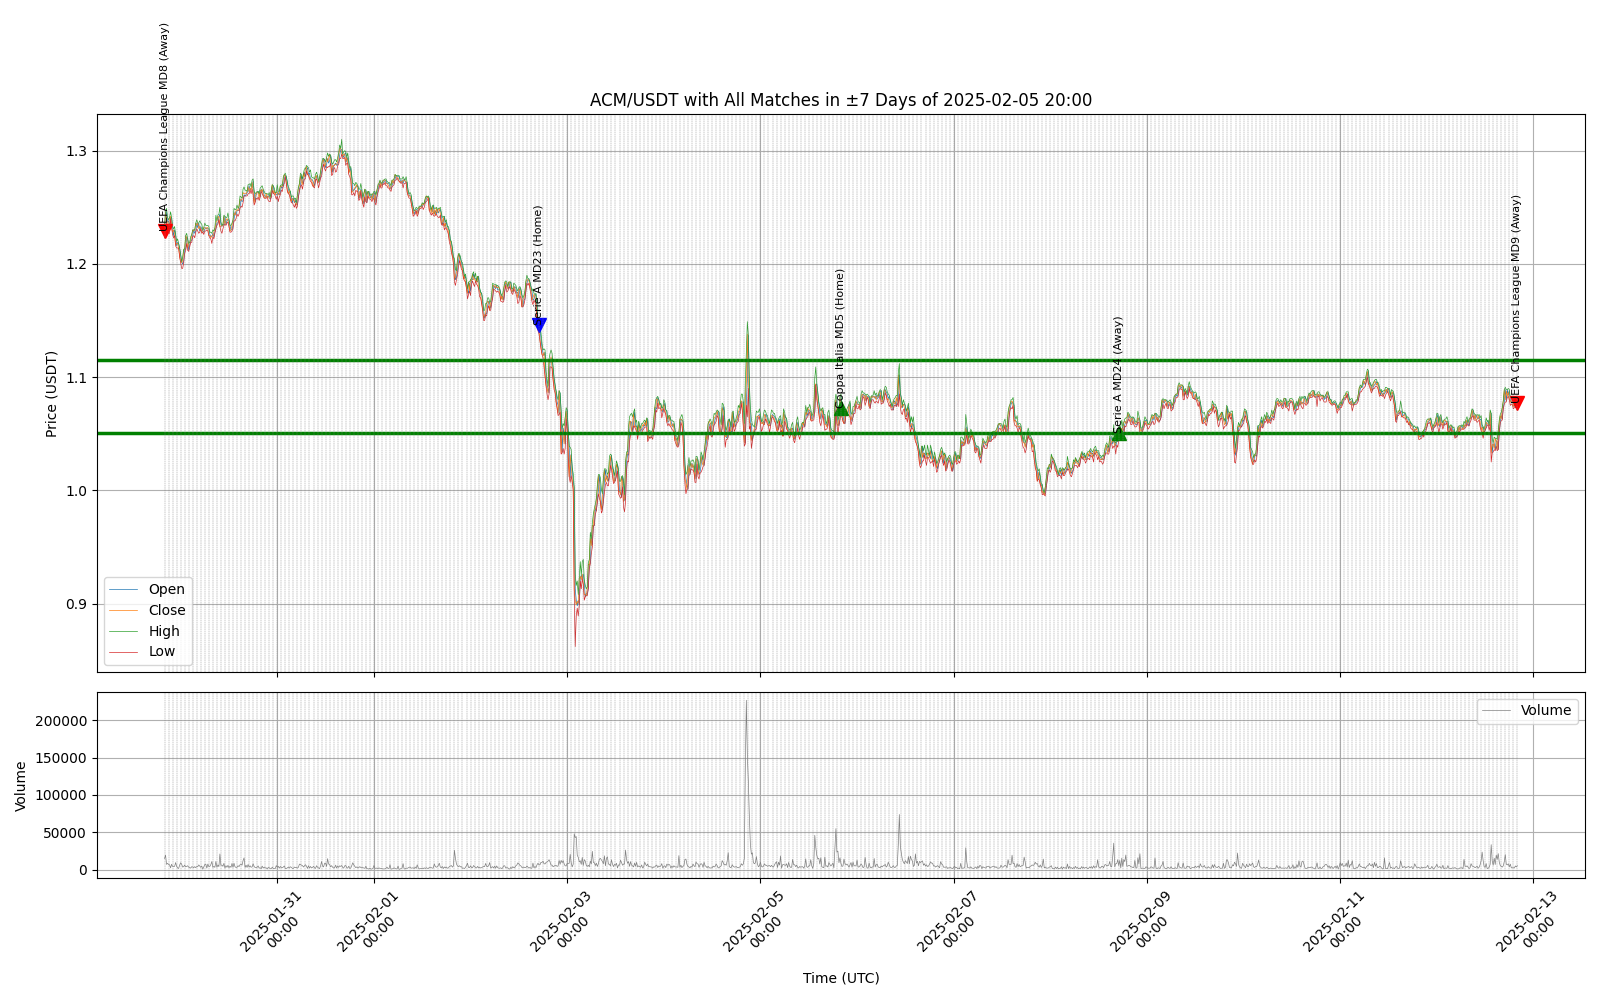 ACM/USDT with All Matches in ±7 Days of 2025-02-05 20:00
UEFA Champions League MD8 (Away)
Serie A MD23 (Home)
Coppa Italia MD5 (Home)
Serie A MD24 (Away)
UEFA Champions League MD9 (Away)
Price (USDT)
1.3
1.2
1.1
1.0
0.9
Open
Close
High
Low
Volume
200000
150000
100000
50000
0
Volume
2025-01-31
00:00
2025-02-01
00:00
2025-02-03
00:00
2025-02-05
00:00
2025-02-07
00:00
2025-02-09
00:00
2025-02-11
00:00
2025-02-13
00:00
Time (UTC)